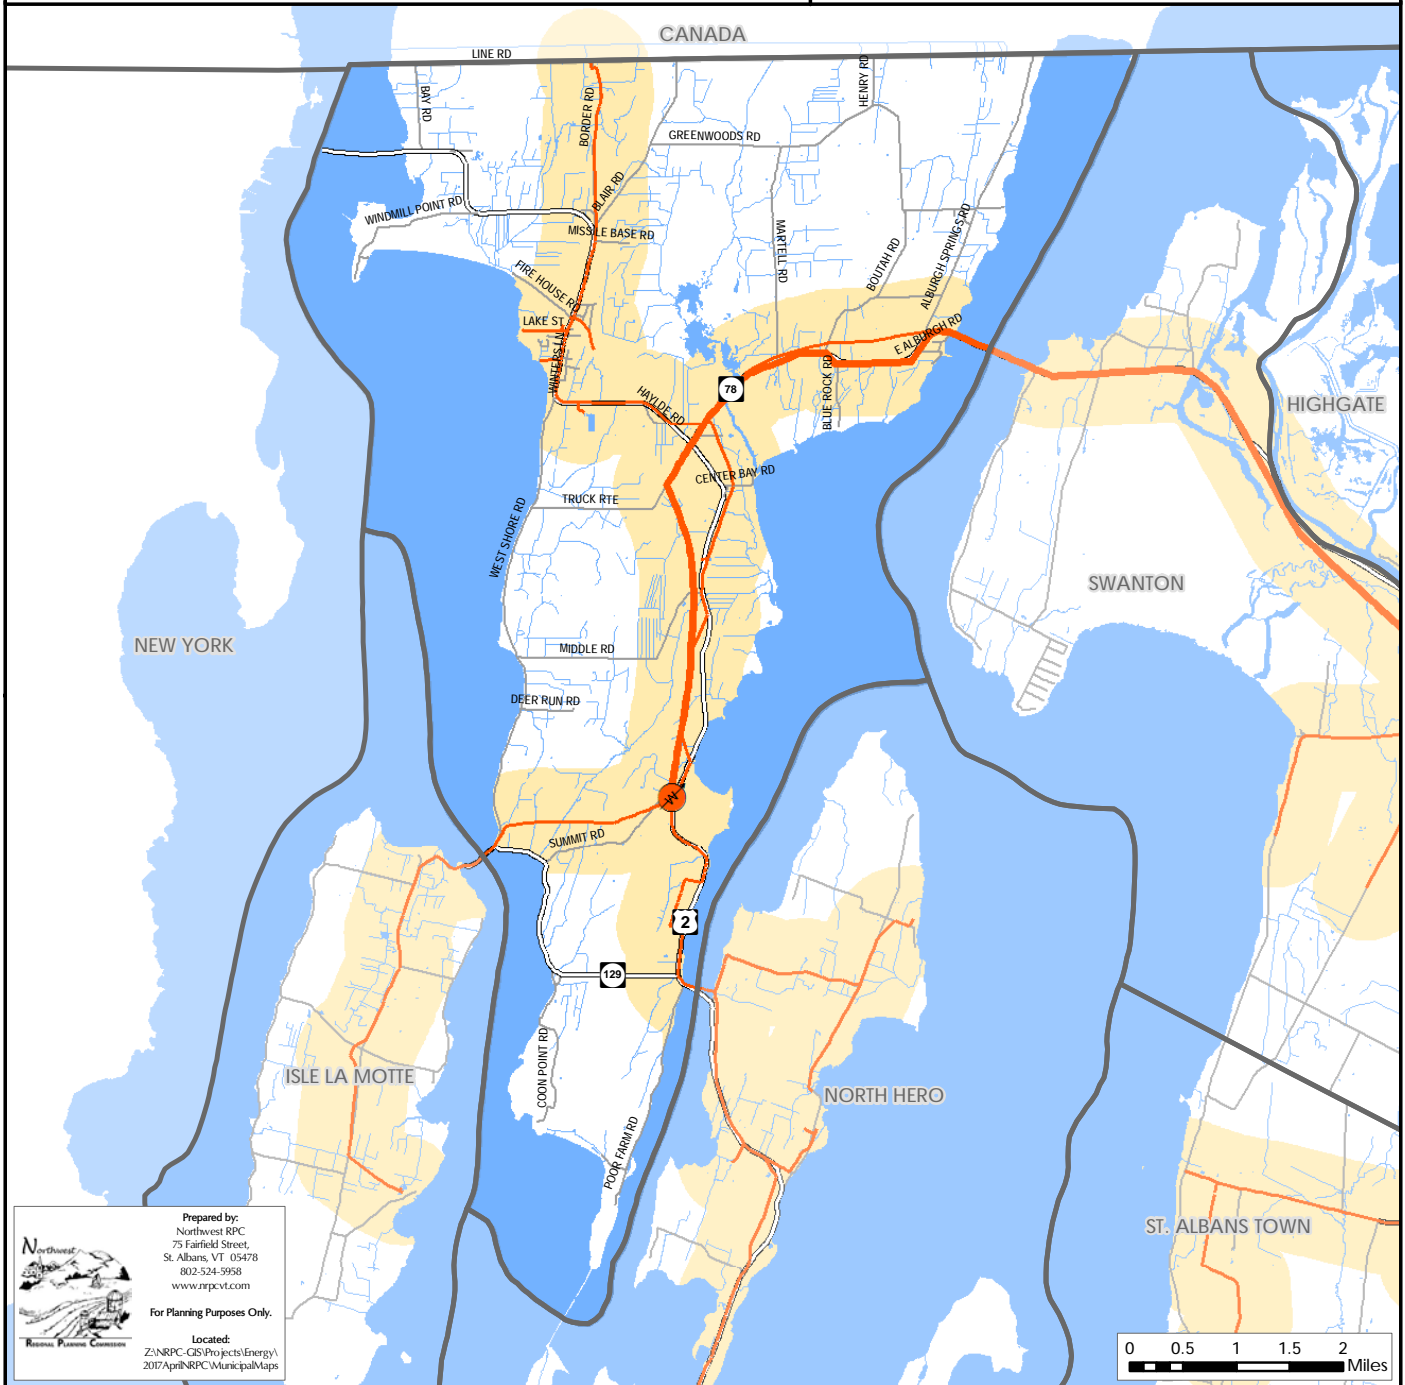 CANADA
LINE RD
BAY RD
BORDER RD
HENRY RD
GREENWOODS RD
BLAIR RD
WINDMILL POINT RD
MISSILE BASE RD
MARTELL RD
BOUTAH RD
ALBURGH SPRINGS RD
FIRE HOUSE RD
LAKE ST
WINTERS LN
E ALBURGH RD
BLUE ROCK RD
78
HAYLDE RD
HIGHGATE
CENTER BAY RD
TRUCK RTE
WEST SHORE RD
SWANTON
NEW YORK
MIDDLE RD
DEER RUN RD
W
SUMMIT RD
2
129
COON POINT RD
ISLE LA MOTTE
NORTH HERO
POOR FARM RD
ST. ALBANS TOWN
Northwest
REGIONAL PLANNING COMMISSION
Prepared by:
Northwest RPC
75 Fairfield Street,
St. Albans, VT 05478
802-524-5958
www.nrpcvt.com
For Planning Purposes Only.
Located:
Z:\NRPC-GIS\Projects\Energy\
2017AprilNRPC\MunicipalMaps
0 0.5 1 1.5 2
Miles